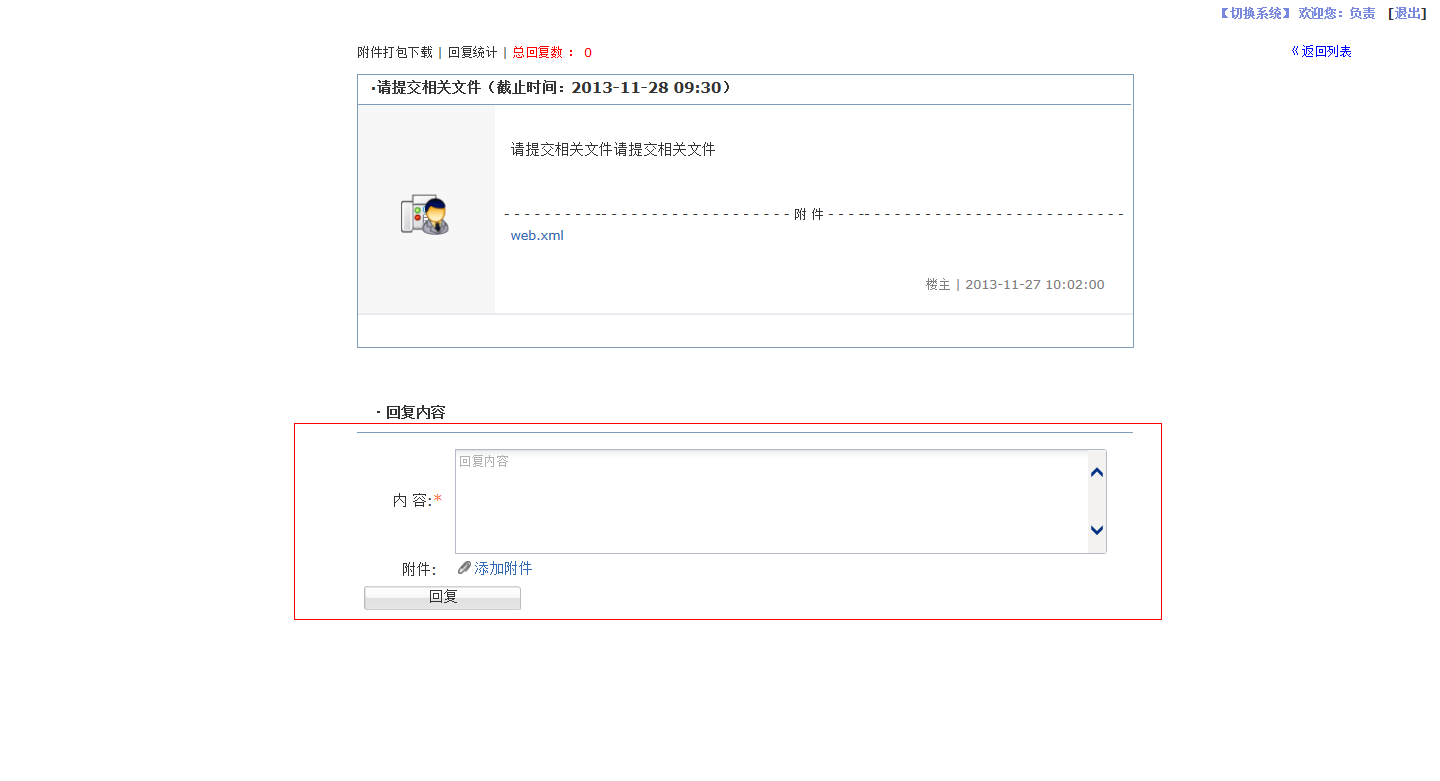 【切换系统】 欢迎您：负责 [退出]
附件打包下载 | 回复统计 | 总回复数 ： 0 《 返回列表
·请提交相关文件（截止时间：2013-11-28 09:30）
请提交相关文件请提交相关文件
- - - - - - - - - -- - - - - - - - - - - - - - - - - - - - 附 件 - - - -- - - - - - - - - - - - - - - - - - - - - - - - - - -
web.xml
楼主 | 2013-11-27 10:02:00
· 回复内容
回复内容
内 容:*
附件: 添加附件
回复